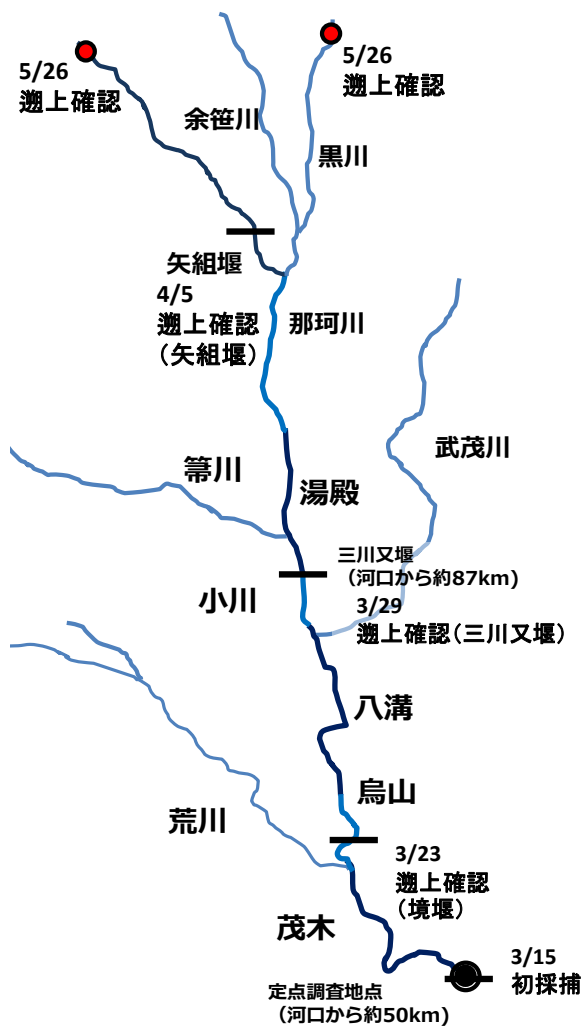 5/26
遡上確認
5/26
遡上確認
余笹川
黒川
矢組堰
4/5
遡上確認
（矢組堰）
那珂川
武茂川
箒川
湯殿
三川又堰
（河口から約87km)
小川
3/29
遡上確認（三川又堰）
八溝
烏山
荒川
3/23
遡上確認
（境堰）
茂木
3/15
初採捕
定点調査地点
（河口から約50km)